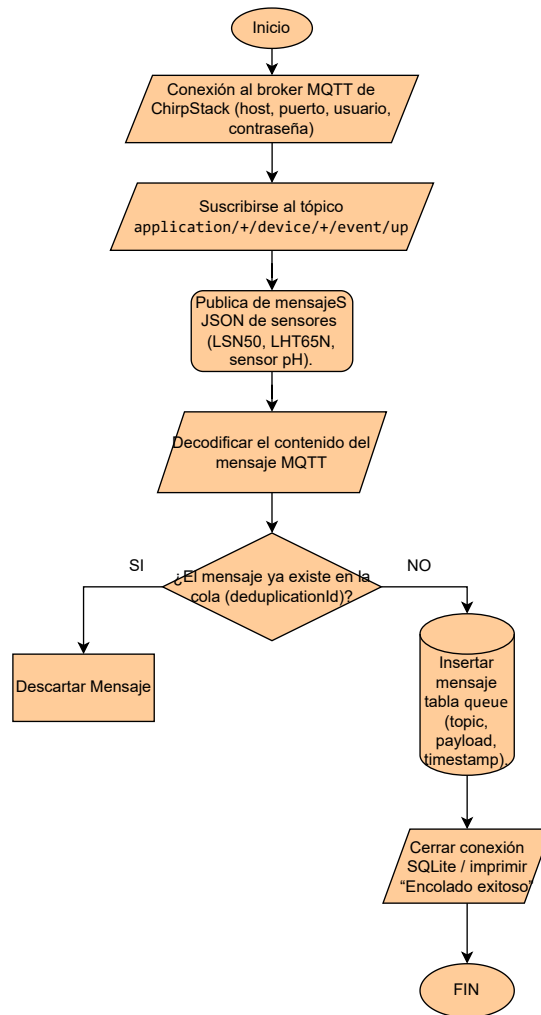 Inicio
Conexión al broker MQTT de
ChirpStack (host, puerto, usuario,
contraseña)
Suscribirse al tópico
application/+/device/+/event/up
Publica de mensajeS
JSON de sensores
(LSN50, LHT65N,
sensor pH).
Decodificar el contenido del
mensaje MQTT
SI
¿El mensaje ya existe en la
cola (deduplicationId)?
NO
Descartar Mensaje
Insertar
mensaje
tabla queue
(topic,
payload,
timestamp).
Cerrar conexión
SQLite / imprimir
“Encolado exitoso”
FIN